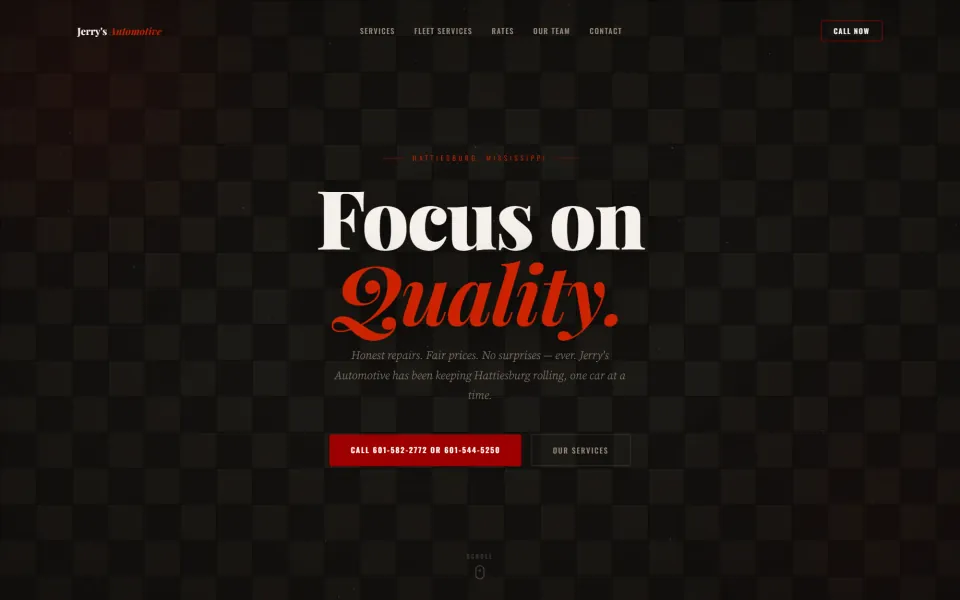 Jerry's Automotive
SERVICES
FLEET SERVICES
RATES
OUR TEAM
CONTACT
CALL NOW
HATTIESBURG, MISSISSIPPI
Focus on
Quality.
Honest repairs. Fair prices. No surprises — ever. Jerry's
Automotive has been keeping Hattiesburg rolling, one car at a
time.
CALL 601-582-2772 OR 601-544-5250
OUR SERVICES
SCROLL